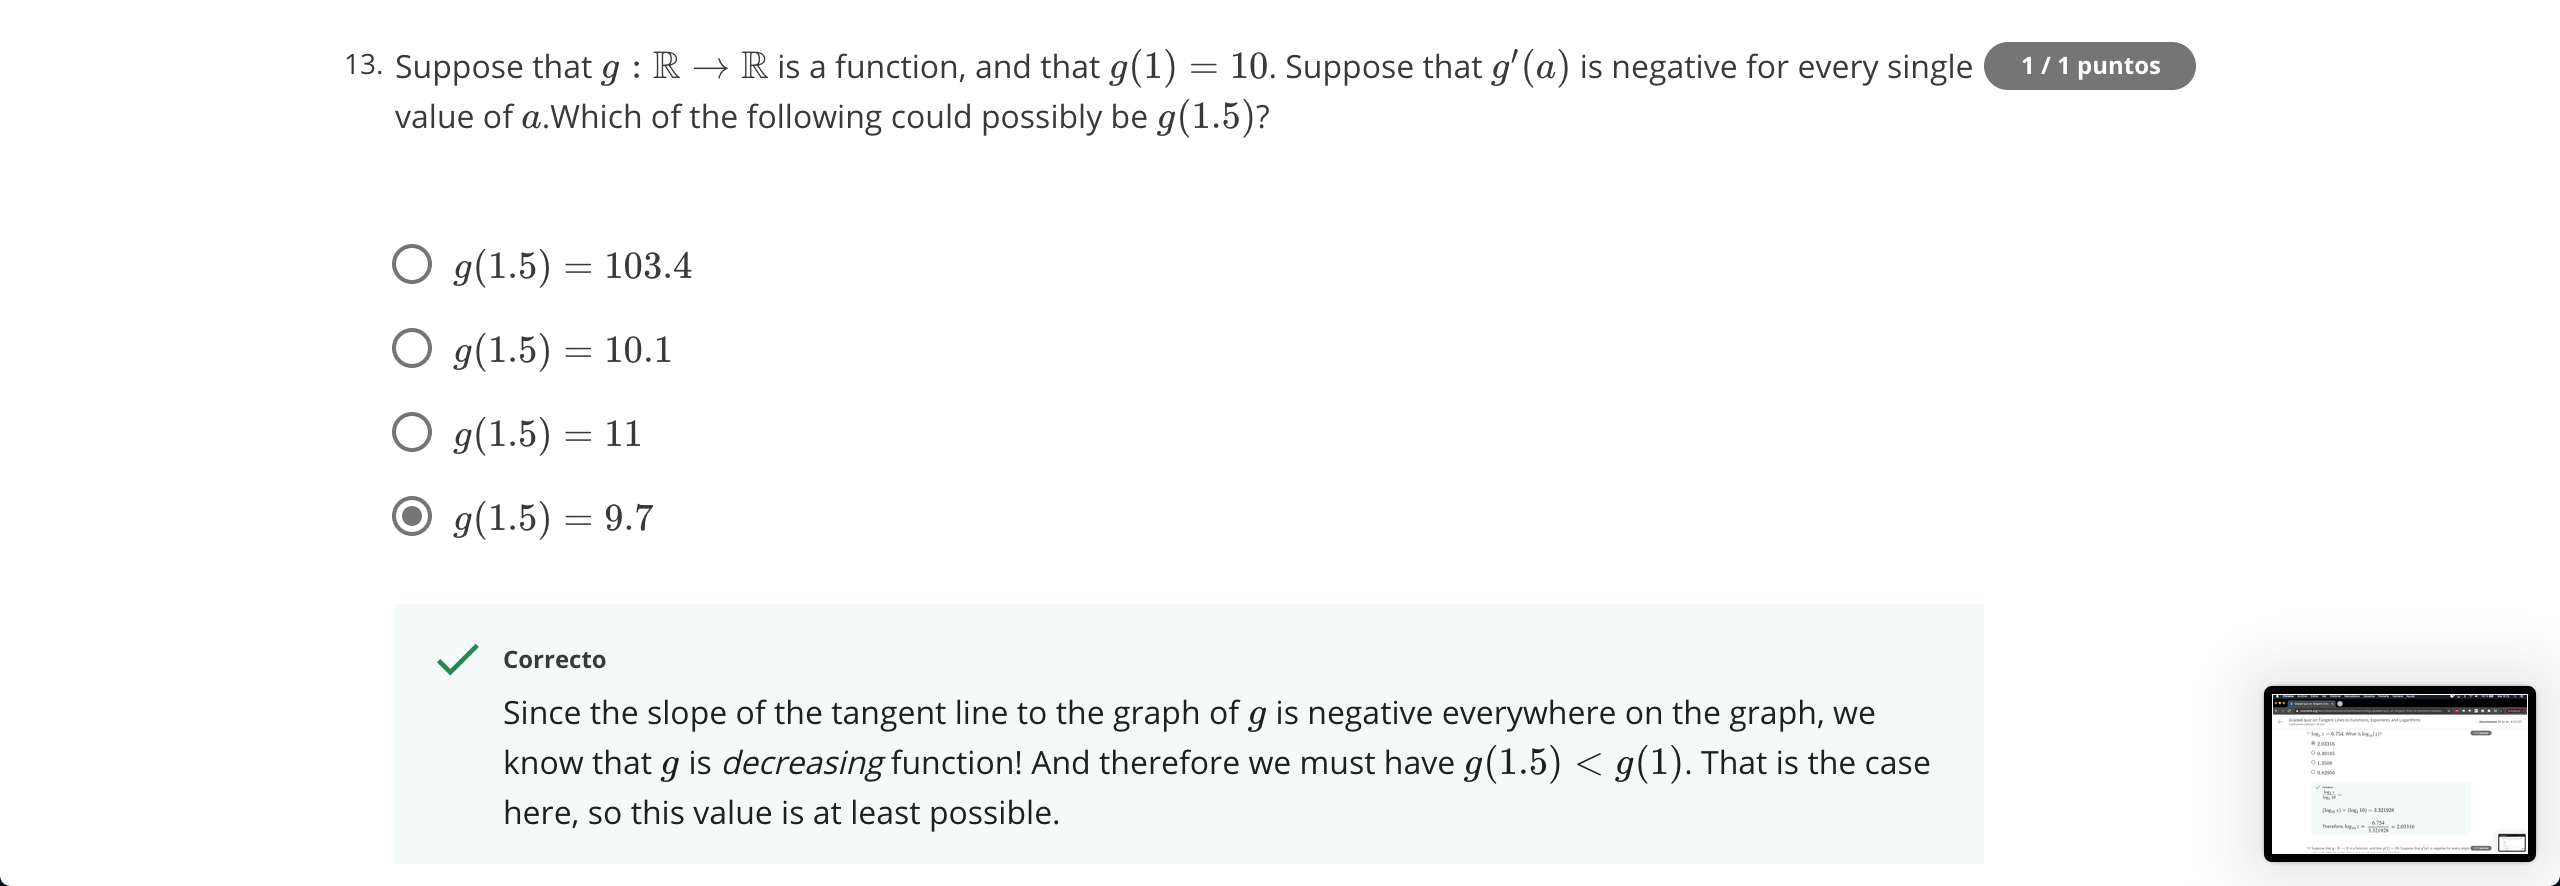 13. Suppose that g : ℝ → ℝ is a function, and that g(1) = 10. Suppose that g′(a) is negative for every single 1 / 1 puntos
value of a.Which of the following could possibly be g(1.5)?
g(1.5) = 103.4
g(1.5) = 10.1
g(1.5) = 11
g(1.5) = 9.7
Correcto
Since the slope of the tangent line to the graph of g is negative everywhere on the graph, we
know that g is decreasing function! And therefore we must have g(1.5) < g(1). That is the case
here, so this value is at least possible.